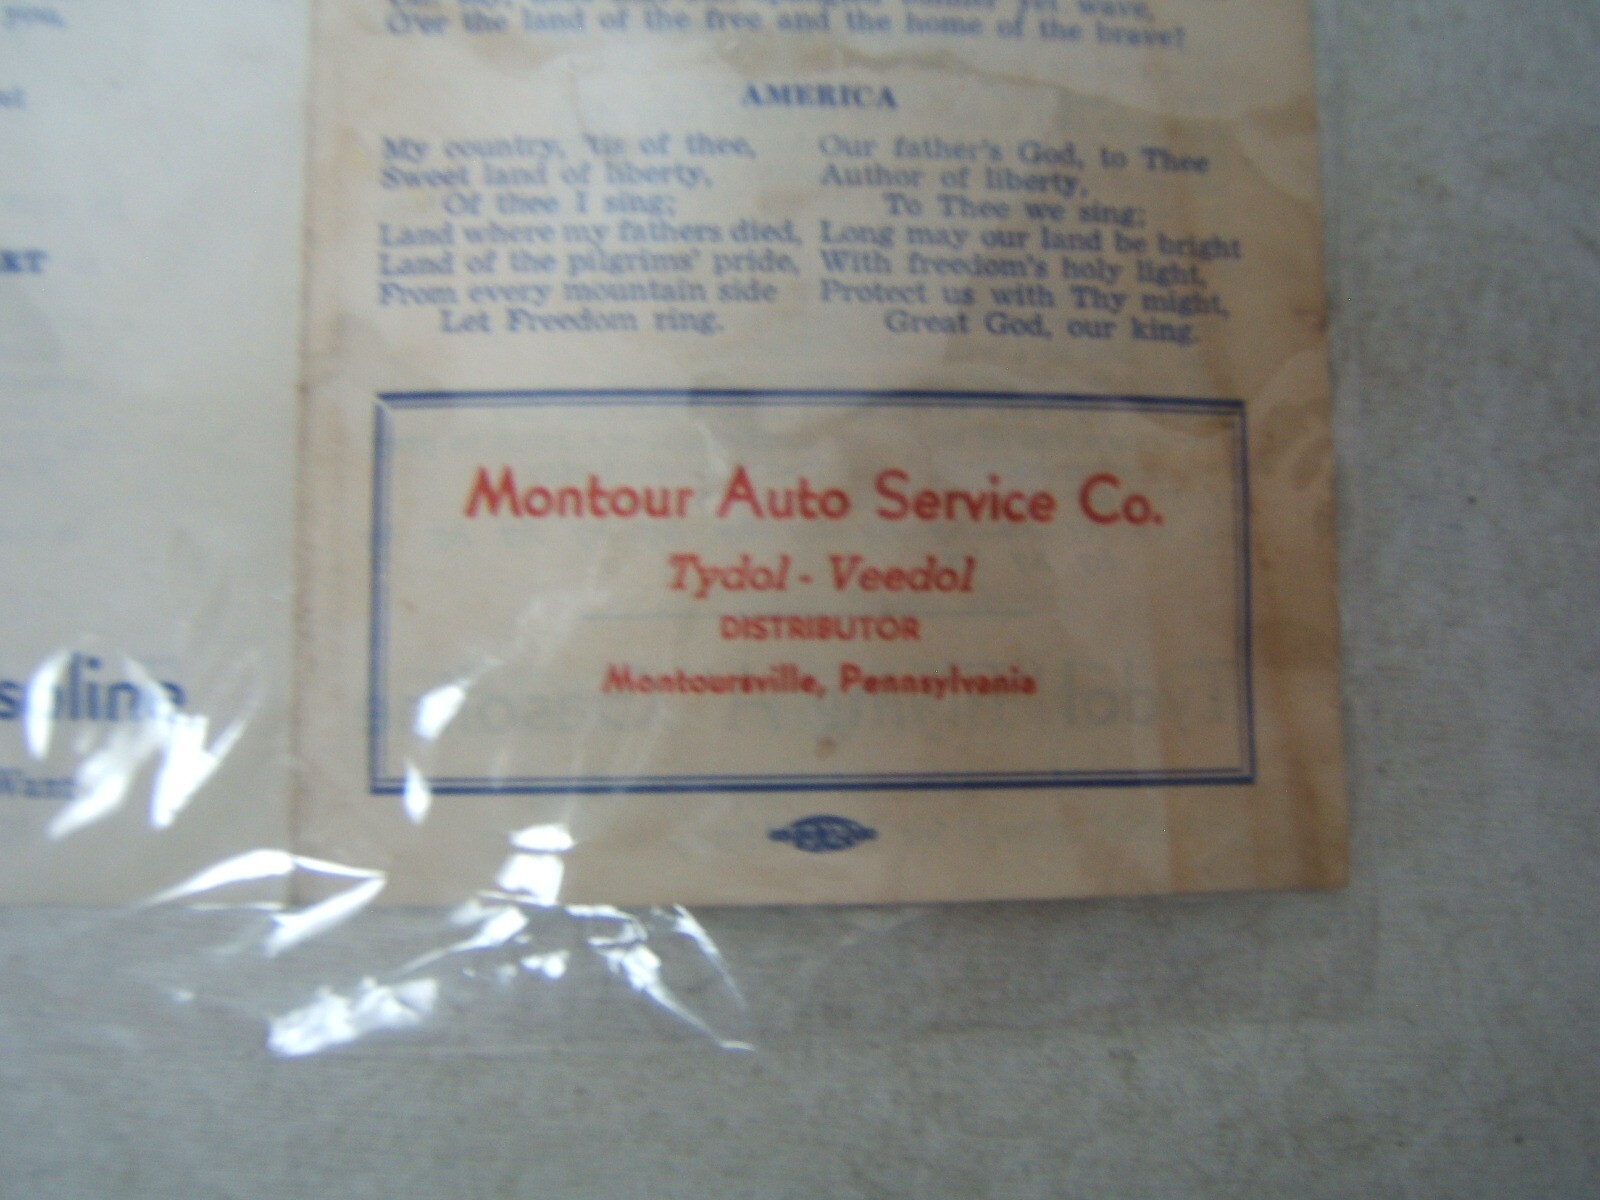 you,
O'er the land of the free and the home of the brave!
AMERICA
My country, 'tis of thee,
Sweet land of liberty,
Of thee I sing;
Land where my fathers died,
Land of the pilgrims' pride,
From every mountain side
Let Freedom ring.
Our father's God, to Thee
Author of liberty,
To Thee we sing;
Long may our land be bright
With freedom's holy light,
Protect us with Thy might,
Great God, our king.
Montour Auto Service Co.
Tydol - Veedol
DISTRIBUTOR
Montoursville, Pennsylvania
soline
Want